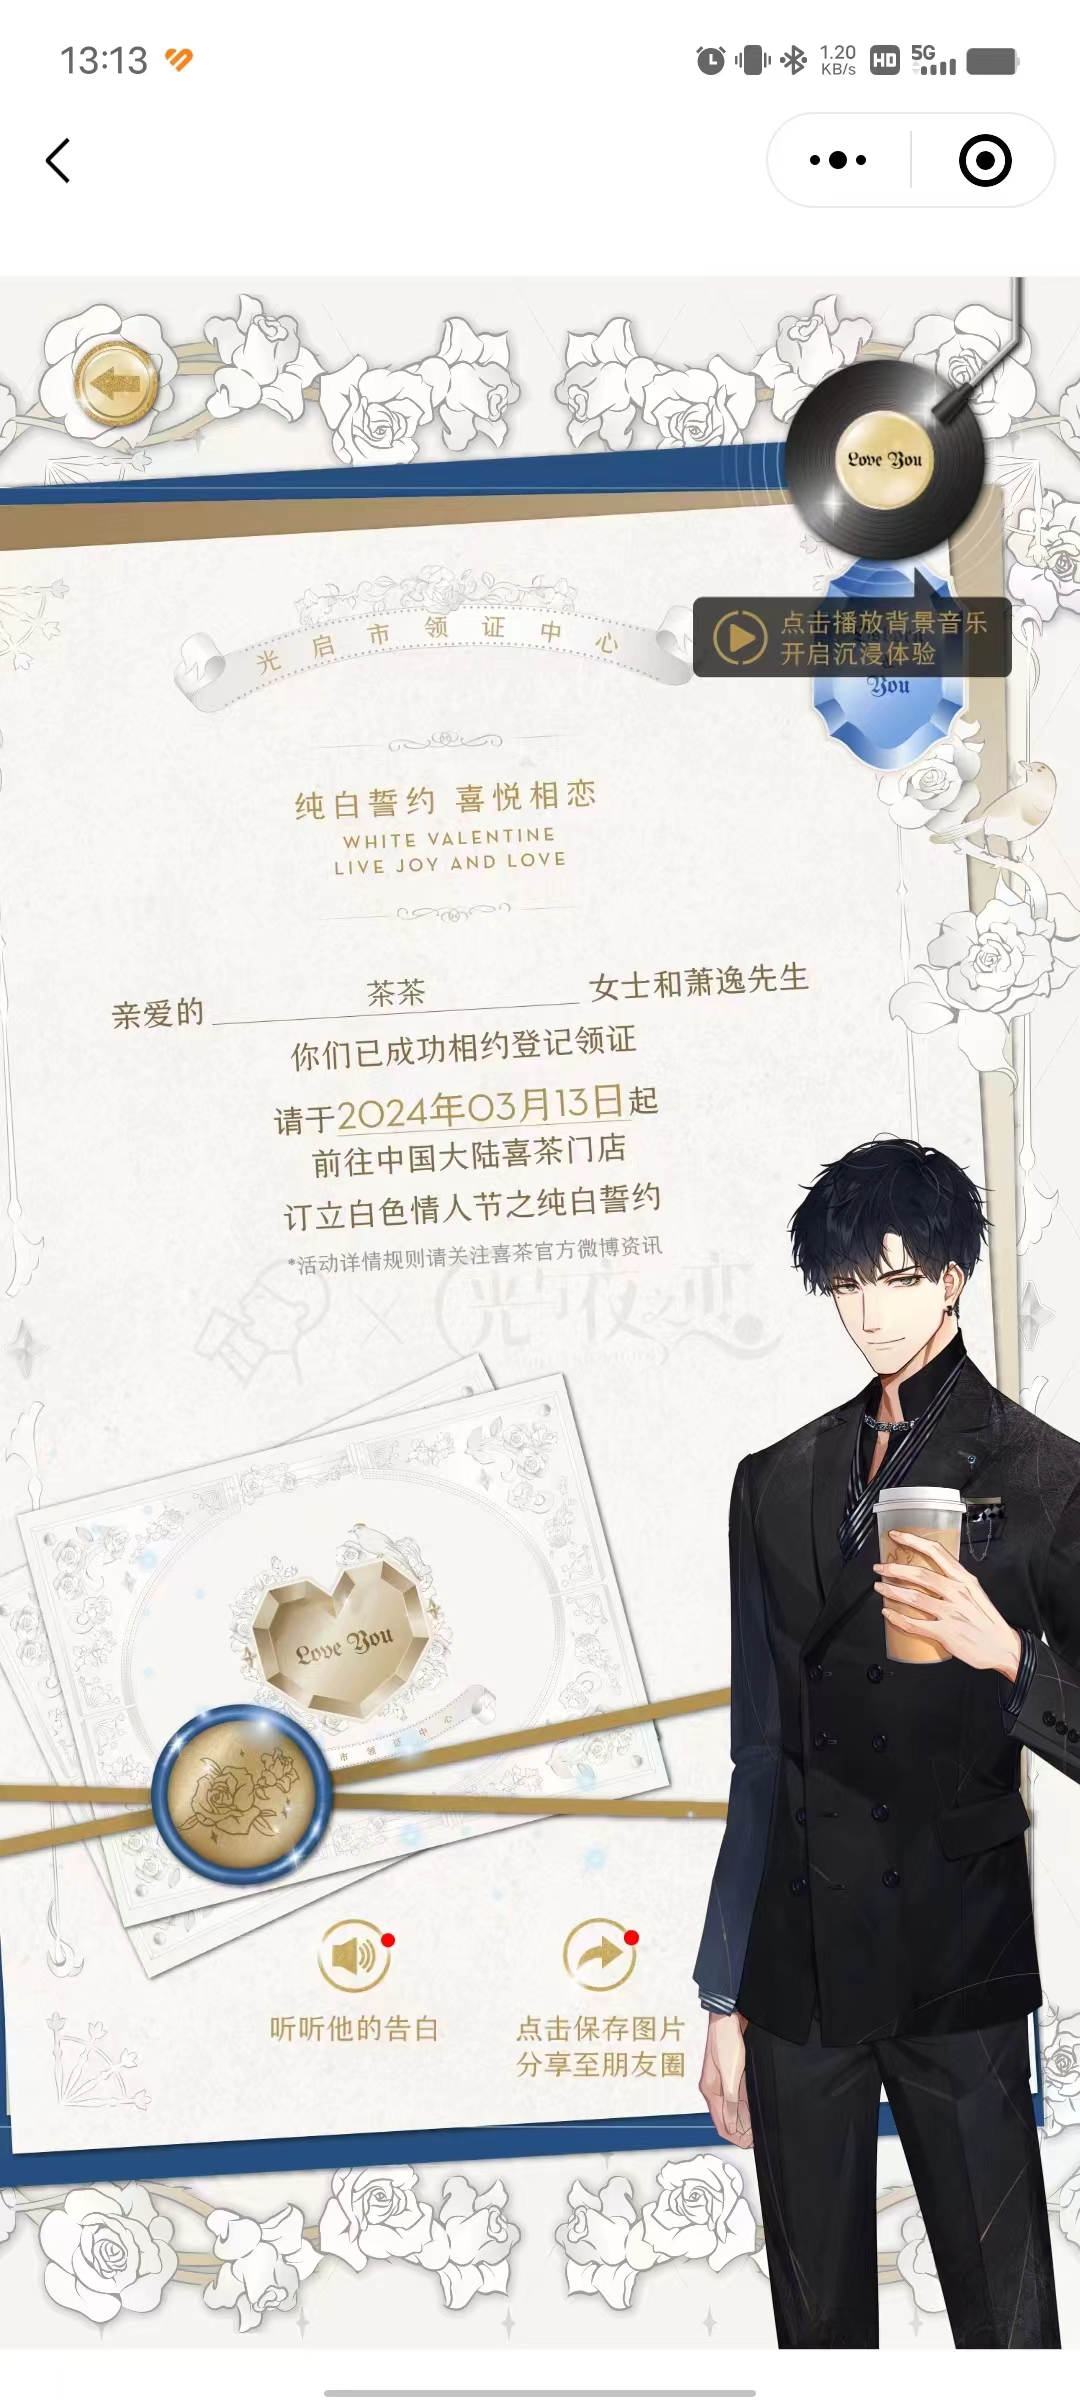 13:13
1.20
KB/s
HD
5G
Love You
点击播放背景音乐
开启沉浸体验
You
光启市领证中心
纯白誓约 喜悦相恋
WHITE VALENTINE
LIVE JOY AND LOVE
亲爱的 茶茶 女士和萧逸先生
你们已成功相约登记领证
请于2024年03月13日起
前往中国大陆喜茶门店
订立白色情人节之纯白誓约
*活动详情规则请关注喜茶官方微博资讯
光与夜之恋
Love You
市领证中心
听听他的告白
点击保存图片
分享至朋友圈